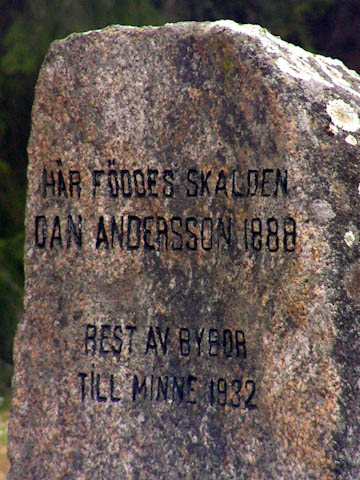 HÄR FÖDDES SKALDEN
DAN ANDERSSON 1888
REST AV BYBOR
TILL MINNE 1932